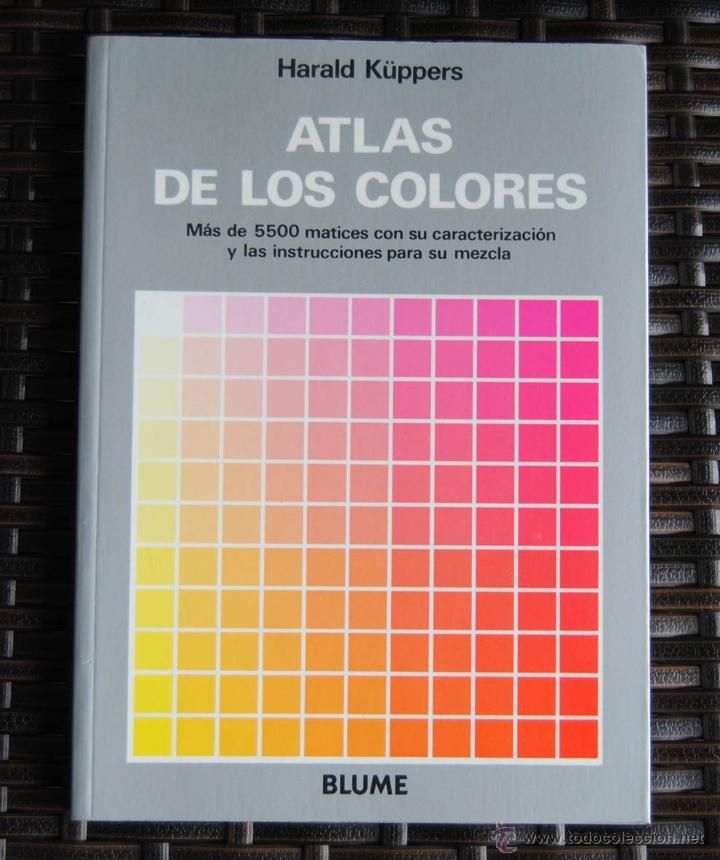 Harald Küppers
ATLAS
DE LOS COLORES
Más de 5500 matices con su caracterización
y las instrucciones para su mezcla
BLUME
www.todocoleccion.net